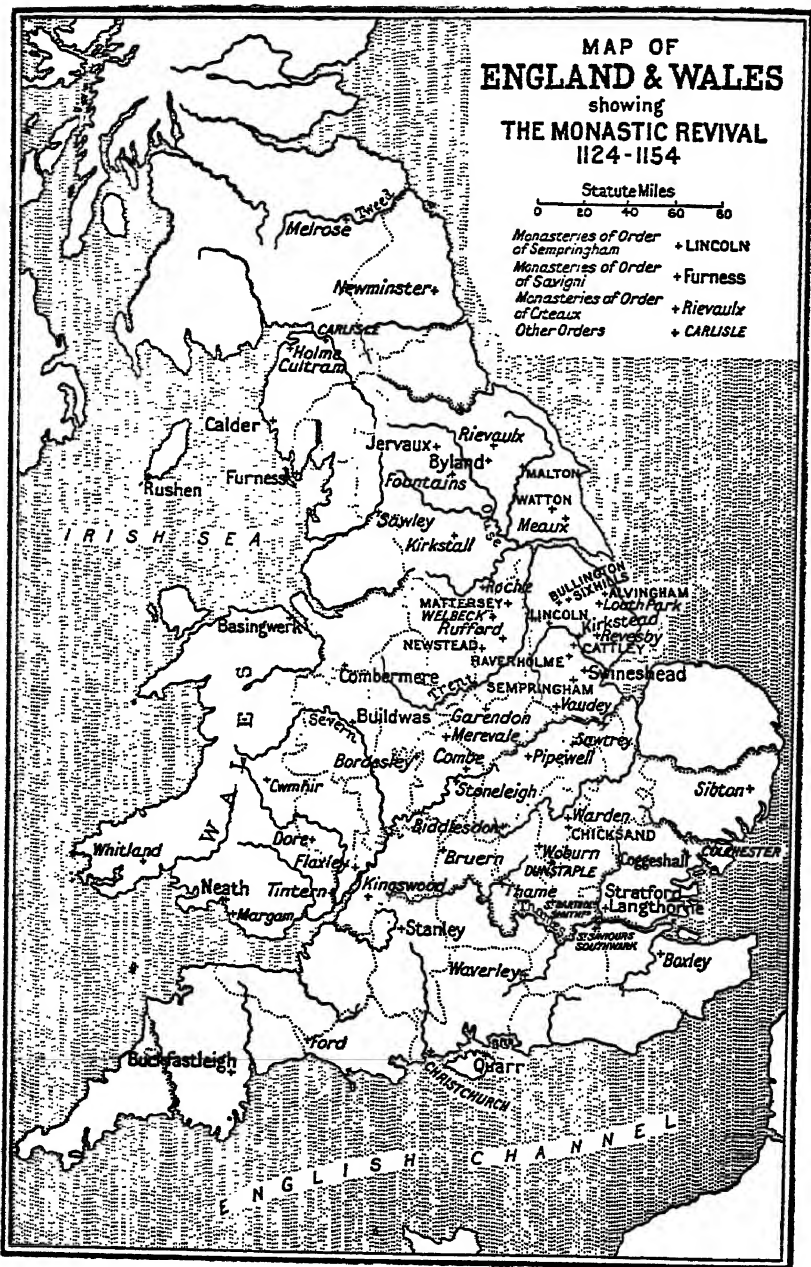 MAP OF
ENGLAND & WALES
showing
THE MONASTIC REVIVAL
1124-1154
Statute Miles
0 20 40 60 80
Monasteries of Order
of Sempringham + LINCOLN
Monasteries of Order
of Savigni + Furness
Monasteries of Order
of Citeaux + Rievaulx
Other Orders + CARLISLE
Tweed
Melrose
Newminster
CARLISLE
Holme
Cultram
Calder
Rievaulx
Jervaux
Byland
Furness
Fountains
Rushen
MALTON
WATTON
Meaux
Ouse
Sawley
Kirkstall
IRISH SEA
Roche
BULLINGTON
SIXHILLS
ALVINGHAM
Louth Park
MATTERSEY
WELBECK
LINCOLN
Kirkstead
Rufford
Revesby
Basingwerk
NEWSTEAD
CATTLEY
HAVERHOLME
Combermere
Swineshead
Trent
SEMPRINGHAM
Vaudey
WALES
Severn
Buildwas
Garendon
Merevale
Sawtrey
Bordesley
Combe
Pipewell
Cwmhir
Stoneleigh
Sibton
Biddlesdon
Warden
CHICKSAND
Whitland
Dore
Flaxley
Bruern
Woburn
DUNSTAPLE
Coggeshall
COLCHESTER
Neath
Tintern
Kingswood
Thame
Stratford
Langthorne
Margam
Thames
Stanley
ST SAVIOURS
SOUTHWARK
Waverley
Boxley
Ford
Buckfastleigh
Quarr
CHRISTCHURCH
ENGLISH CHANNEL